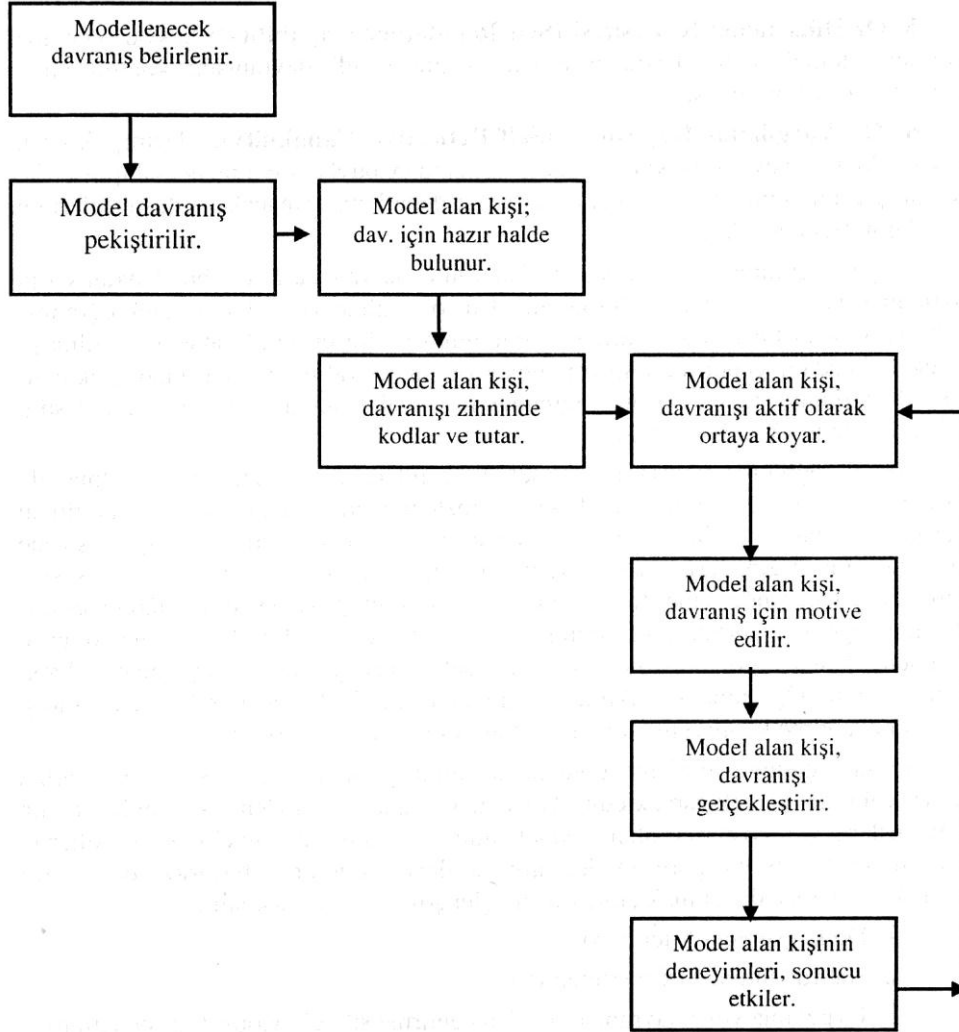 Modellenecek
davranış belirlenir.
Model davranış
pekiştirilir.
Model alan kişi;
dav. için hazır halde
bulunur.
Model alan kişi,
davranışı zihninde
kodlar ve tutar.
Model alan kişi,
davranışı aktif olarak
ortaya koyar.
Model alan kişi,
davranış için motive
edilir.
Model alan kişi,
davranışı
gerçekleştirir.
Model alan kişinin
deneyimleri, sonucu
etkiler.